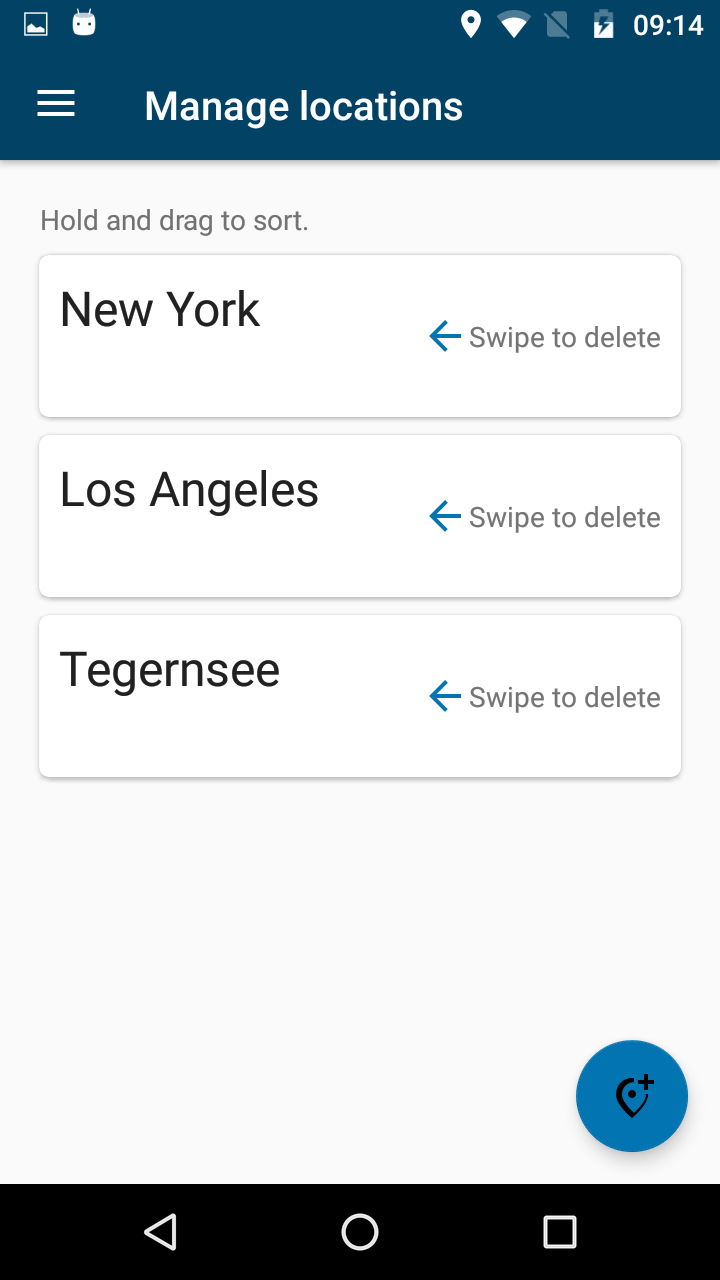 09:14
Manage locations
Hold and drag to sort.
New York
Swipe to delete
Los Angeles
Swipe to delete
Tegernsee
Swipe to delete